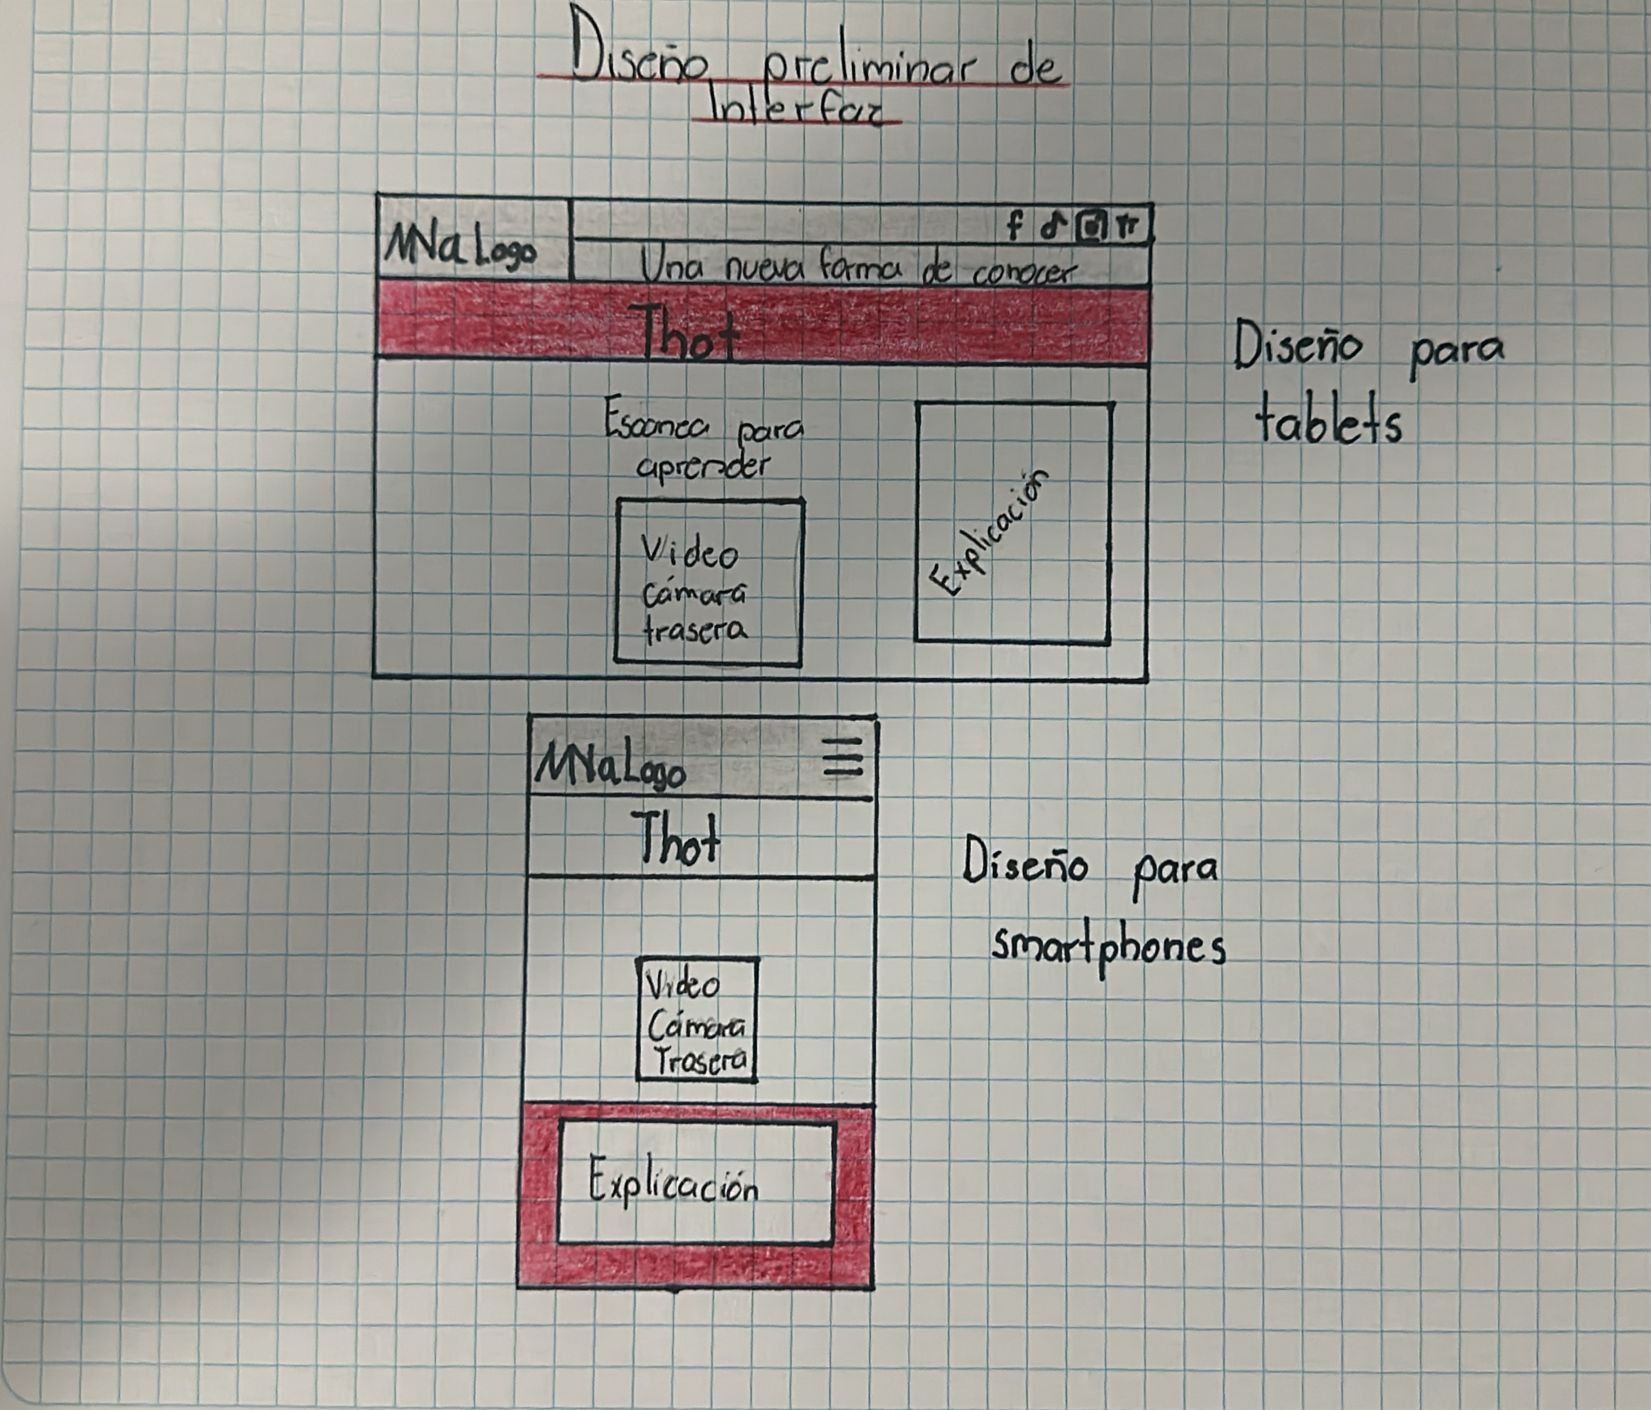 Diseño preliminar de
Interfaz
MNa Logo
f
Una nueva forma de conocer
Thot
Escanea para
aprender
Video
cámara
trasera
Explicación
Diseño para
tablets
MNa Logo
Thot
Video
Cámara
Trasera
Explicación
Diseño para
smartphones